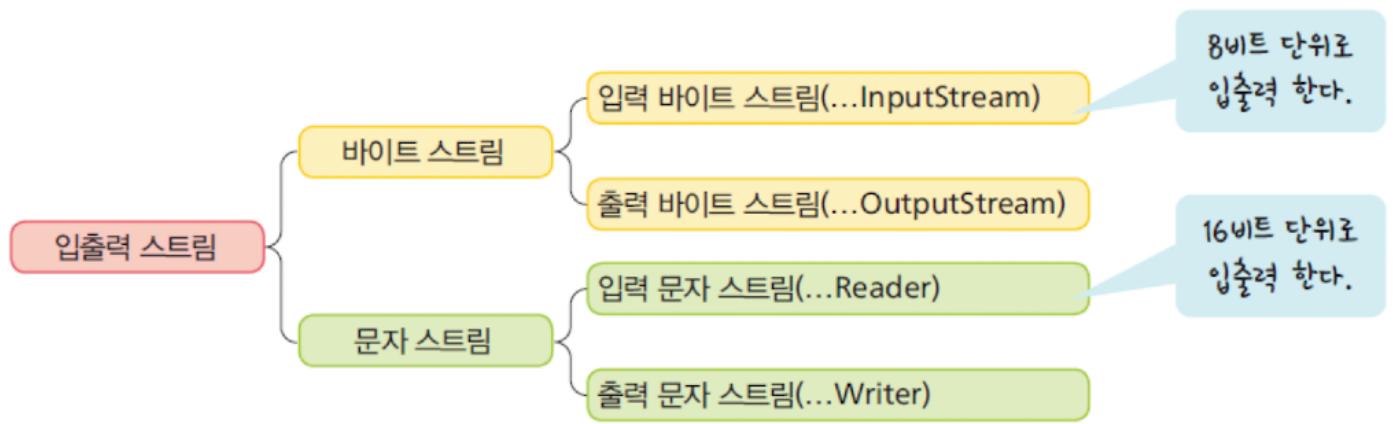 8비트 단위로
입출력 한다.
입력 바이트 스트림(...InputStream)
바이트 스트림
출력 바이트 스트림(...OutputStream)
입출력 스트림
16비트 단위로
입출력 한다.
입력 문자 스트림(...Reader)
문자 스트림
출력 문자 스트림(...Writer)